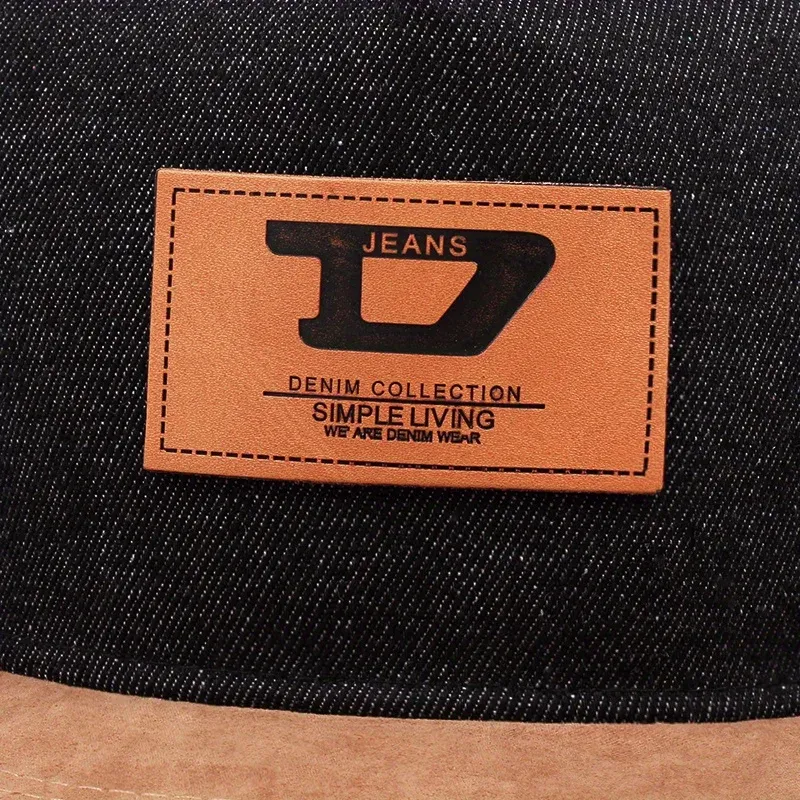 D
JEANS
DENIM COLLECTION
SIMPLE LIVING
WE' ARE DENIM WEAR